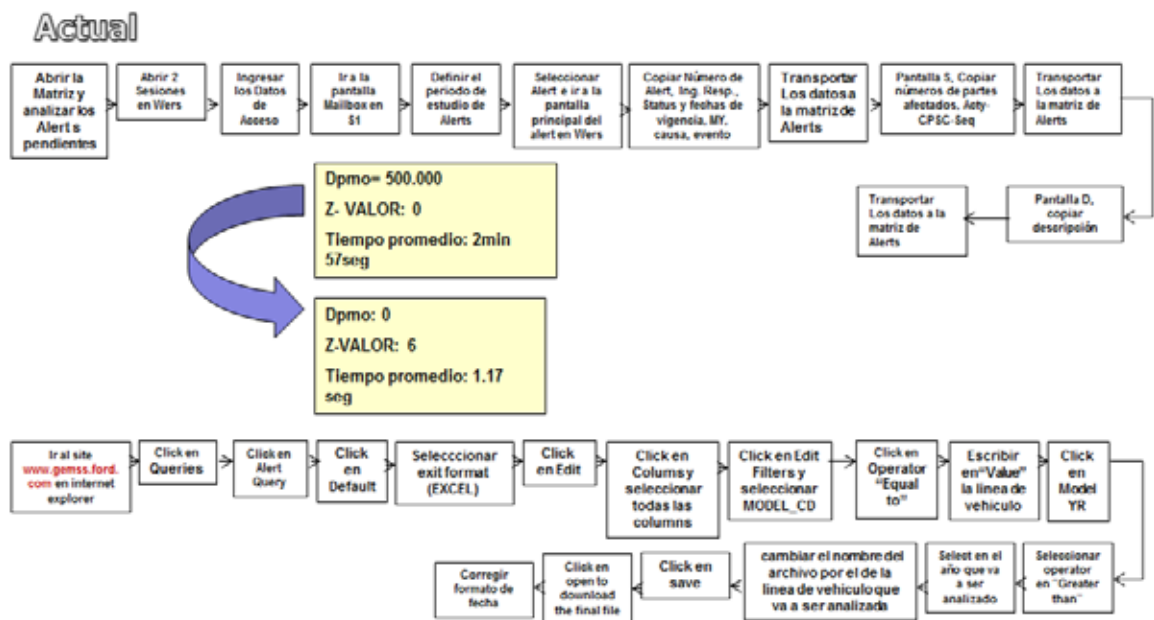 Actual
Abrir la
Matriz y
analizar los
Alert s
pendientes
Abrir 2
Sesiones
en Wers
Ingresar
los Datos
de
Acceso
Ir a la
pantalla
Mailbox en
S1
Definir el
periodo de
estudio de
Alerts
Seleccionar
Alert e ir a la
pantalla
principal del
alert en Wers
Copiar Número de
Alert, Ing. Resp.,
Status y fechas de
vigencia, MY,
causa, evento
Transportar
Los datos a
la matriz de
Alerts
Pantalla S, Copiar
números de partes
afectados, Acty-
CPSC-Seq
Transportar
Los datos a
la matriz de
Alerts
Pantalla D,
copiar
descripción
Transportar
Los datos a la
matriz de
Alerts
Dpmo= 500.000
Z- VALOR: 0
Tiempo promedio: 2min
57seg
Dpmo: 0
Z-VALOR: 6
Tiempo promedio: 1.17
seg
Ir al site
www.gemss.ford.
com en internet
explorer
Click en
Queries
Click en
Alert
Query
Click
en
Default
Selecccionar
exit format
(EXCEL)
Click
en Edit
Click en
Colums y
seleccionar
todas las
columns
Click en Edit
Filters y
seleccionar
MODEL_CD
Click en
Operator
“Equal
to”
Escribir
en“Value”
la linea de
vehiculo
Click
en
Model
YR
Seleccionar
operator
en ¨Greater
than¨
Select en el
año que va
a ser
analizado
cambiar el nombre del
archivo por el de la
linea de vehiculo que
va a ser analizada
Click en
save
Click en
open to
download
the final file
Corregir
formato de
fecha